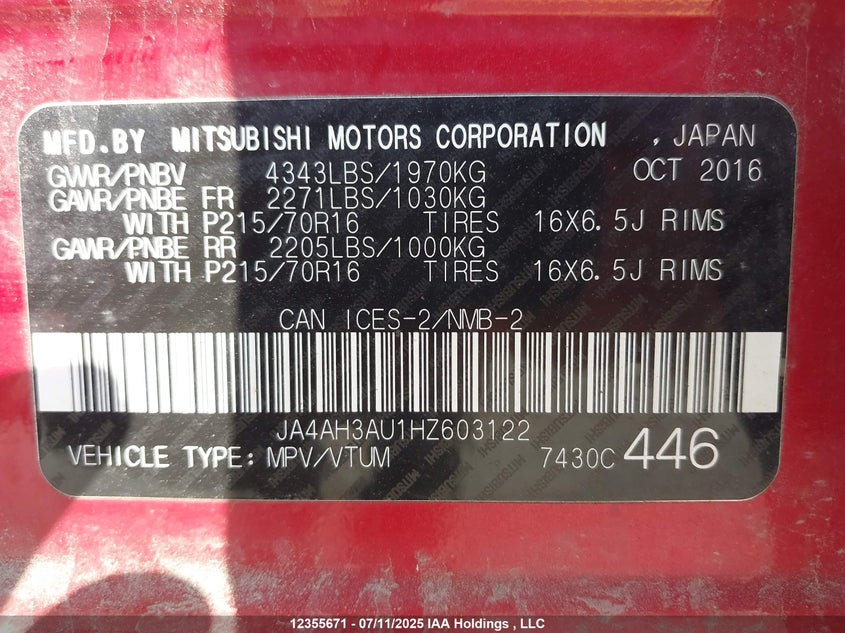 MFD.BY MITSUBISHI MOTORS CORPORATION , JAPAN
GVWR/PNBV 4343LBS/1970KG OCT 2016
GAWR/PNBE FR 2271LBS/1030KG
WITH P215/70R16 TIRES 16X6.5J RIMS
GAWR/PNBE RR 2205LBS/1000KG
WITH P215/70R16 TIRES 16X6.5J RIMS
CAN ICES-2/NMB-2
JA4AH3AU1HZ603122
VEHICLE TYPE: MPV/VTUM 7430C 446
12355671 - 07/11/2025 IAA Holdings , LLC